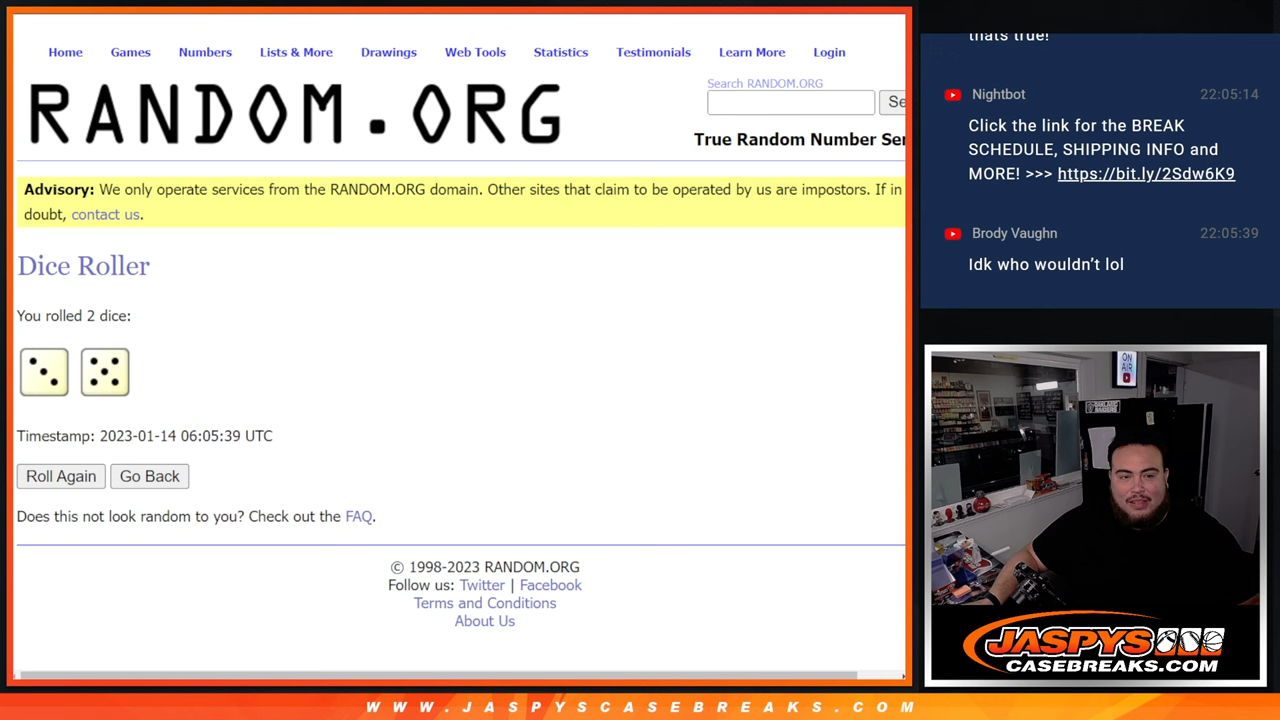 Home Games Numbers Lists & More Drawings Web Tools Statistics Testimonials Learn More Login
RANDOM.ORG
Search RANDOM.ORG
Se
True Random Number Ser
Advisory: We only operate services from the RANDOM.ORG domain. Other sites that claim to be operated by us are impostors. If in
doubt, contact us.
Dice Roller
You rolled 2 dice:
Timestamp: 2023-01-14 06:05:39 UTC
Roll Again Go Back
Does this not look random to you? Check out the FAQ.
© 1998-2023 RANDOM.ORG
Follow us: Twitter | Facebook
Terms and Conditions
About Us
thats true!
Nightbot 22:05:14
Click the link for the BREAK
SCHEDULE, SHIPPING INFO and
MORE! >>> https://bit.ly/2Sdw6K9
Brody Vaughn 22:05:39
Idk who wouldn’t lol
ON
AIR
JASPYS
CASEBREAKS.COM
WWW.JASPYSCASEBREAKS.COM